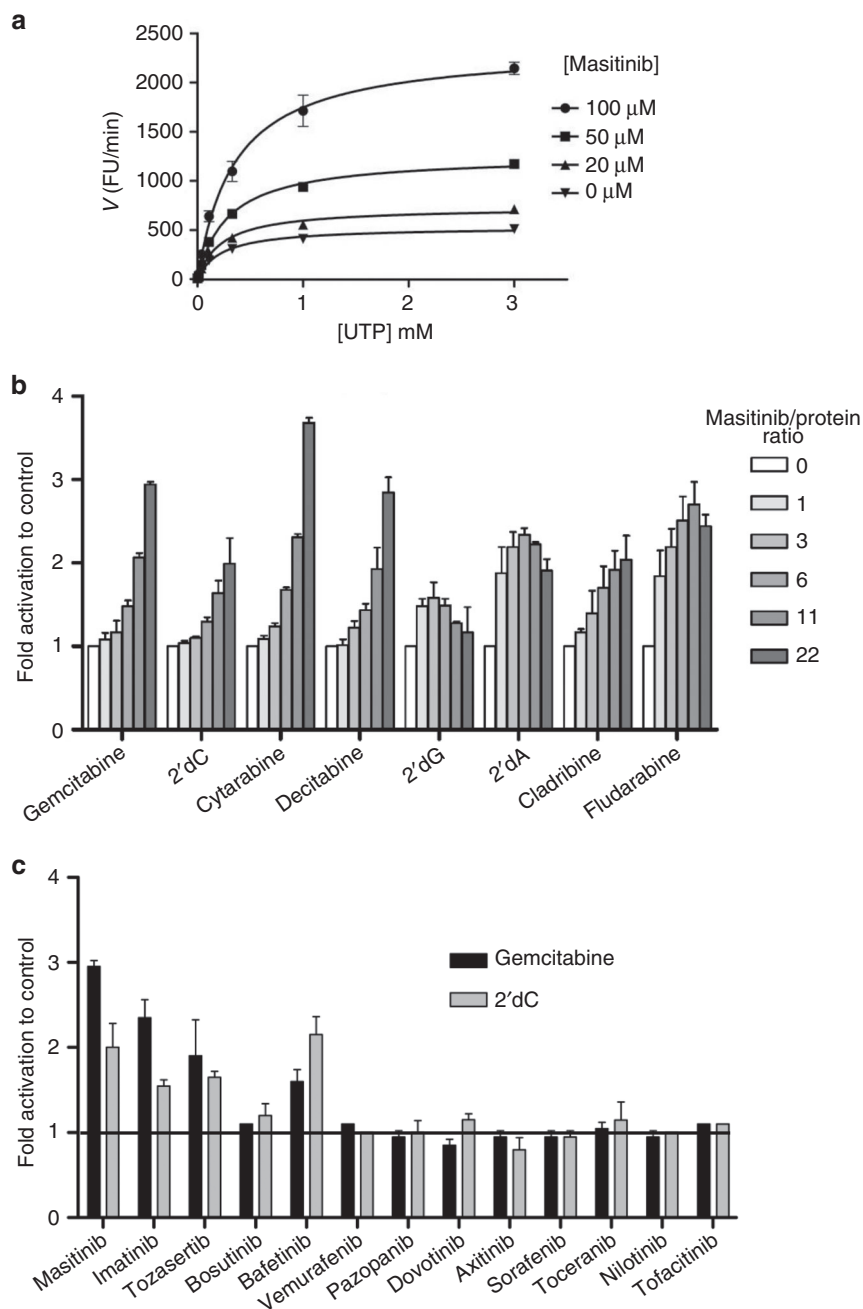 a
2500
2000
1500
1000
500
0
V (FU/min)
0
1
2
3
[UTP] mM
[Masitinib]
100 μM
50 μM
20 μM
0 μM
b
4
3
2
1
0
Fold activation to control
Gemcitabine
2'dC
Cytarabine
Decitabine
2'dG
2'dA
Cladribine
Fludarabine
Masitinib/protein
ratio
0
1
3
6
11
22
c
4
3
2
1
0
Fold activation to control
Gemcitabine
2′dC
Masitinib
Imatinib
Tozasertib
Bosutinib
Bafetinib
Vemurafenib
Pazopanib
Dovotinib
Axitinib
Sorafenib
Toceranib
Nilotinib
Tofacitinib